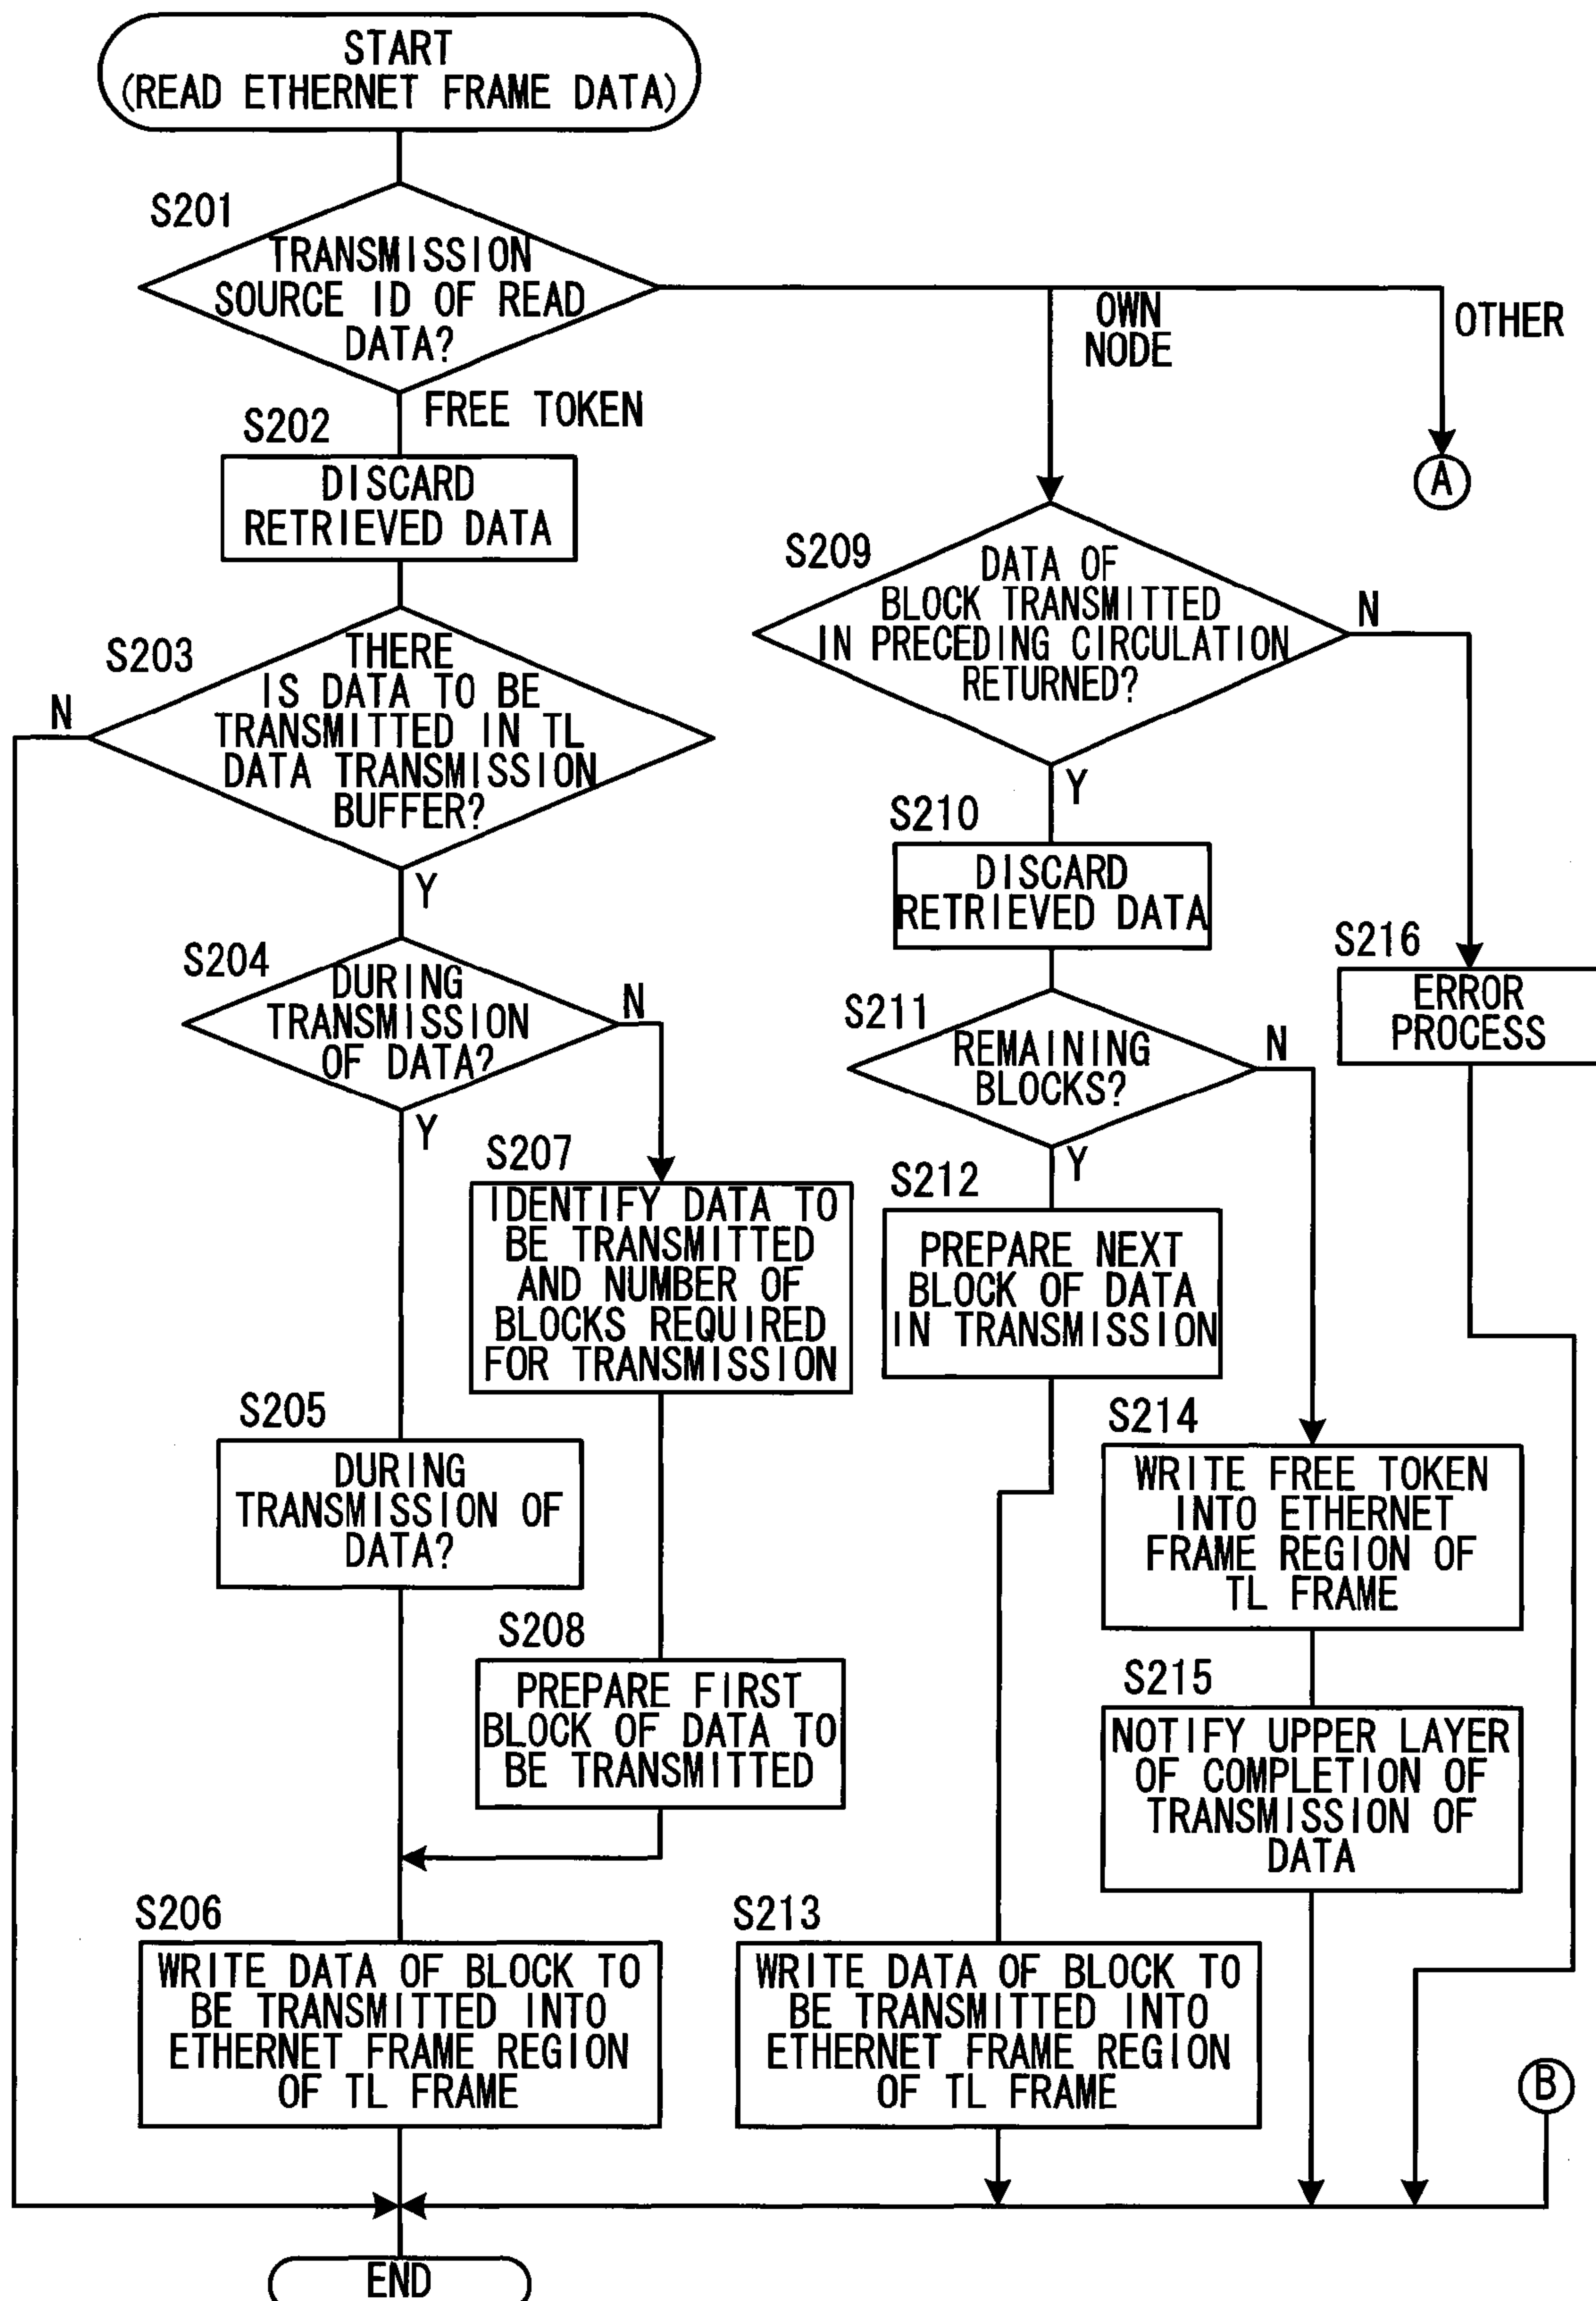 START
(READ ETHERNET FRAME DATA)
S201
TRANSMISSION
SOURCE ID OF READ
DATA?
OWN
NODE
OTHER
A
FREE TOKEN
S202
DISCARD
RETRIEVED DATA
S203
THERE
IS DATA TO BE
TRANSMITTED IN TL
DATA TRANSMISSION
BUFFER?
N
Y
S204
DURING
TRANSMISSION
OF DATA?
N
Y
S207
IDENTIFY DATA TO
BE TRANSMITTED
AND NUMBER OF
BLOCKS REQUIRED
FOR TRANSMISSION
S205
DURING
TRANSMISSION OF
DATA?
S208
PREPARE FIRST
BLOCK OF DATA TO
BE TRANSMITTED
S206
WRITE DATA OF BLOCK TO
BE TRANSMITTED INTO
ETHERNET FRAME REGION
OF TL FRAME
S209
DATA OF
BLOCK TRANSMITTED
IN PRECEDING CIRCULATION
RETURNED?
N
Y
S210
DISCARD
RETRIEVED DATA
S216
ERROR
PROCESS
S211
REMAINING
BLOCKS?
N
Y
S212
PREPARE NEXT
BLOCK OF DATA
IN TRANSMISSION
S214
WRITE FREE TOKEN
INTO ETHERNET
FRAME REGION OF
TL FRAME
S215
NOTIFY UPPER LAYER
OF COMPLETION OF
TRANSMISSION OF
DATA
S213
WRITE DATA OF BLOCK TO
BE TRANSMITTED INTO
ETHERNET FRAME REGION
OF TL FRAME
B
END